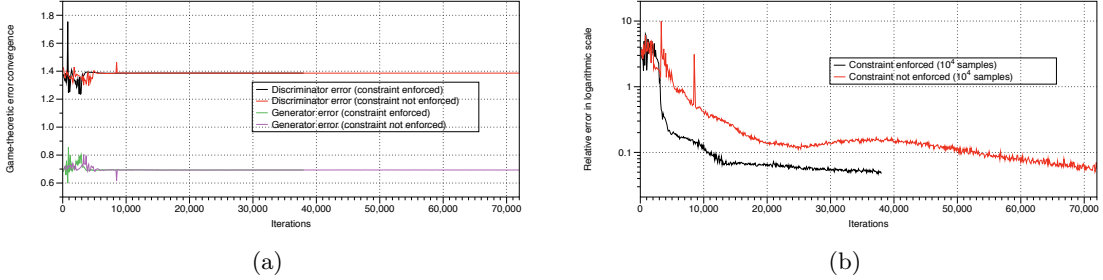 1.8
1.6
1.4
1.2
1.0
0.8
0.6
Game-theoretic error convergence
Discriminator error (constraint enforced)
Discriminator error (constraint not enforced)
Generator error (constraint enforced)
Generator error (constraint not enforced)
0 10,000 20,000 30,000 40,000 50,000 60,000 70,000
Iterations
(a)
10
1
0.1
Relative error in logarithmic scale
Constraint enforced (10⁴ samples)
Constraint not enforced (10⁴ samples)
0 10,000 20,000 30,000 40,000 50,000 60,000 70,000
Iterations
(b)